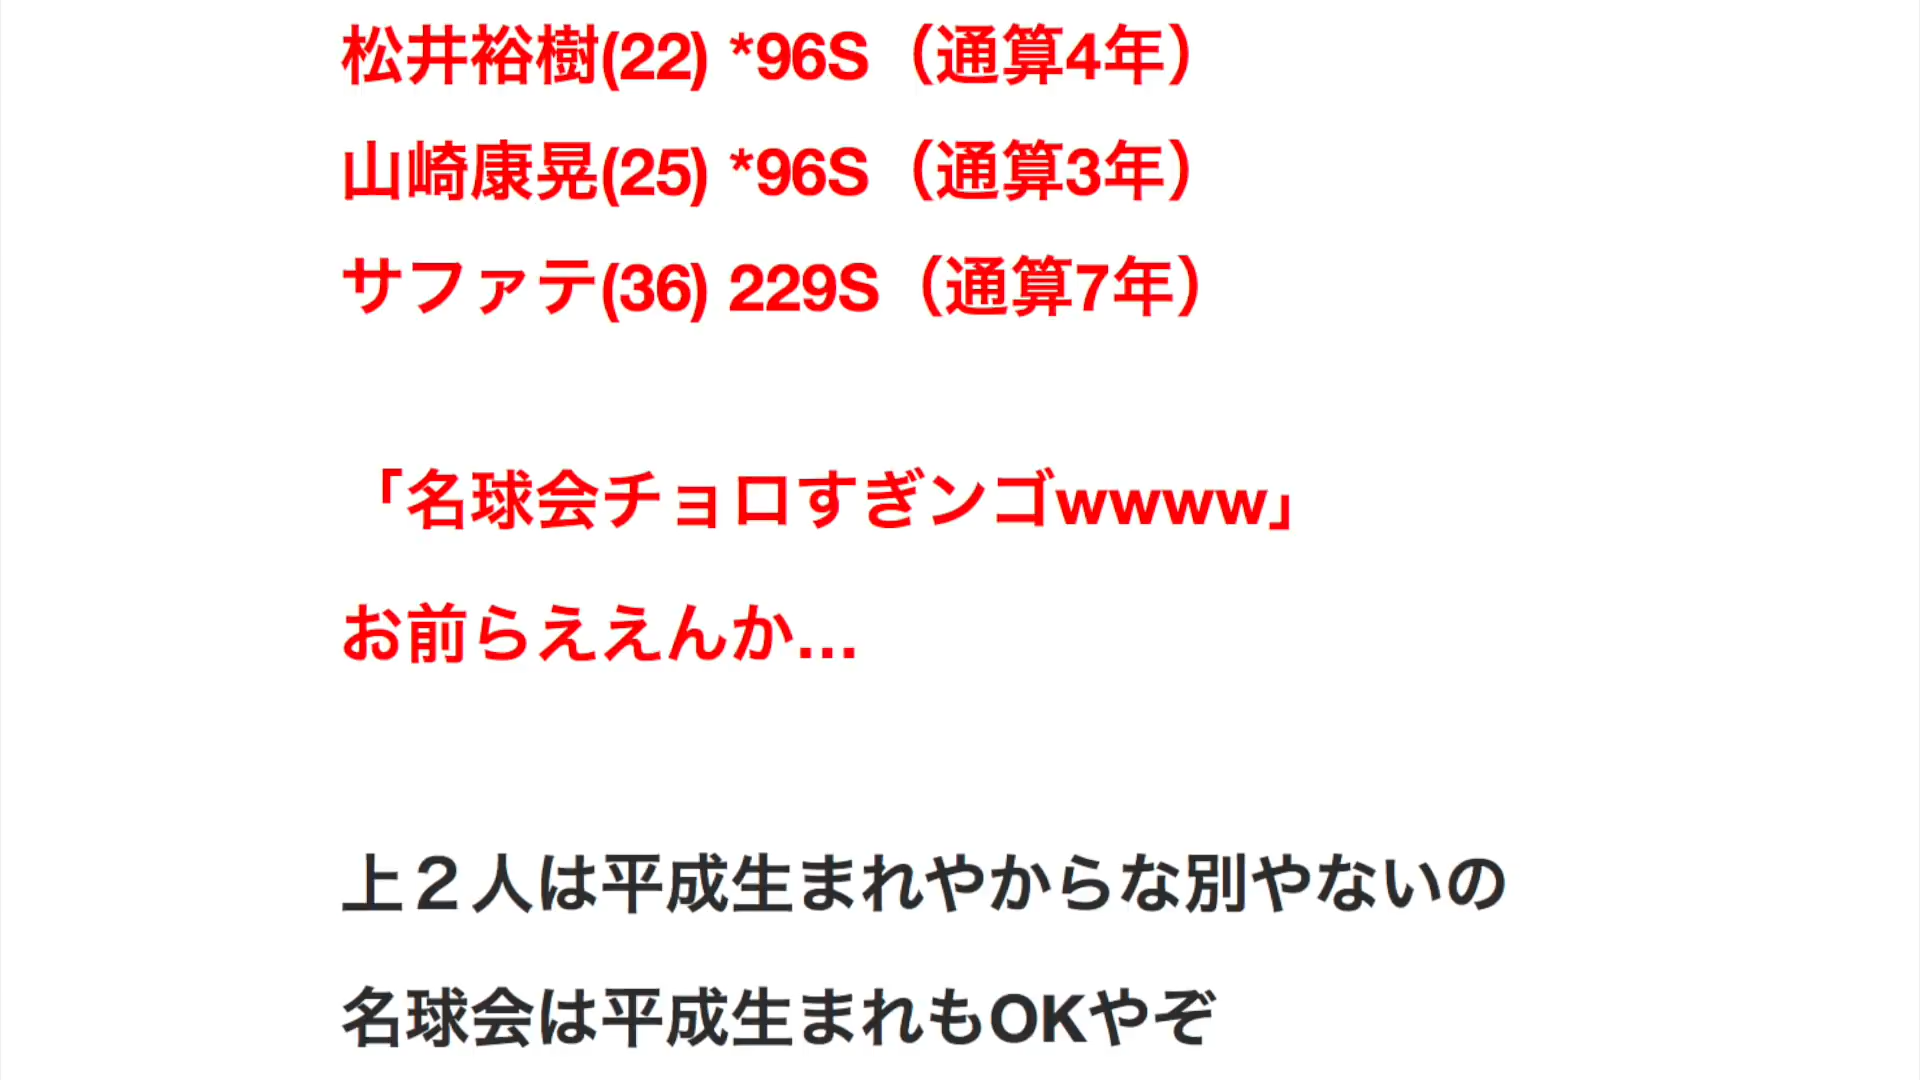 松井裕樹(22) *96S（通算4年）
山崎康晃(25) *96S（通算3年）
サファテ(36) 229S（通算7年）
「名球会チョロすぎンゴwwww」
お前らええんか…
上２人は平成生まれやからな別やないの
名球会は平成生まれもOKやぞ